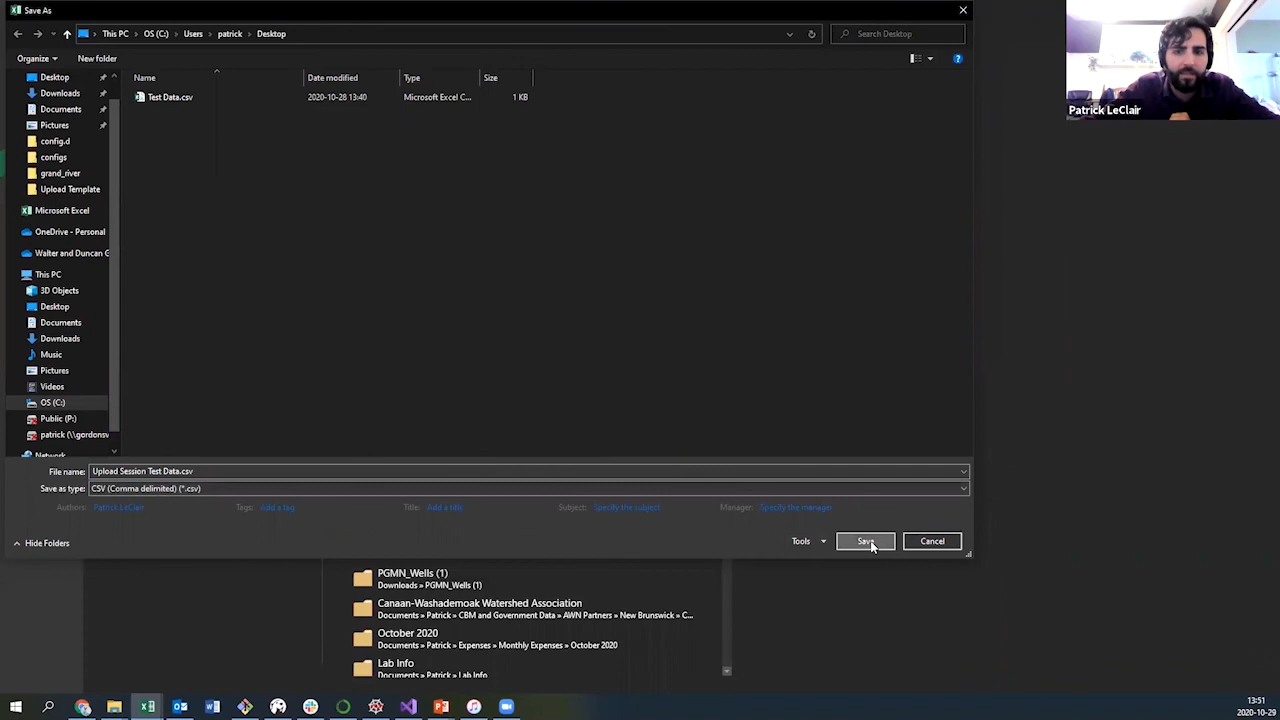 Save As
This PC > OS (C:) > Users > patrick > Desktop
Search Desktop
Organize
New folder
Name
Date modified
Type
Size
Test Data.csv
2020-10-28 13:40
Microsoft Excel C...
1 KB
Desktop
Downloads
Documents
Pictures
config.d
configs
grand_river
Upload Template
Microsoft Excel
OneDrive - Personal
Walter and Duncan G
This PC
3D Objects
Desktop
Documents
Downloads
Music
Pictures
Videos
OS (C:)
Public (P:)
patrick (\\gordonsv
Network
File name: Upload Session Test Data.csv
Save as type: CSV (Comma delimited) (*.csv)
Authors: Patrick LeClair
Tags: Add a tag
Title: Add a title
Subject: Specify the subject
Manager: Specify the manager
Hide Folders
Tools
Save
Cancel
PGMN_Wells (1)
Downloads » PGMN_Wells (1)
Canaan-Washademoak Watershed Association
Documents » Patrick » CBM and Government Data » AWN Partners » New Brunswick » C...
October 2020
Documents » Patrick » Expenses » Monthly Expenses » October 2020
Lab Info
Documents » Patrick » Lab Info
Patrick LeClair
13:51
2020-10-29